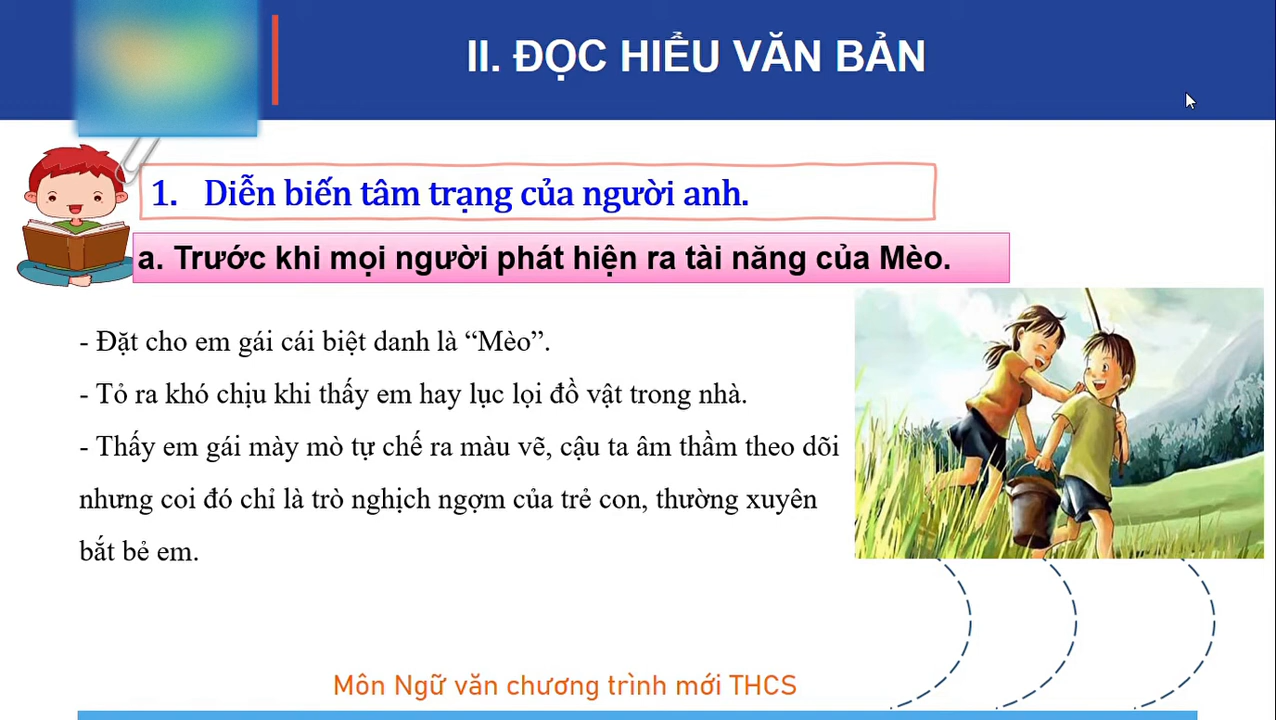 II. ĐỌC HIỂU VĂN BẢN
1. Diễn biến tâm trạng của người anh.
a. Trước khi mọi người phát hiện ra tài năng của Mèo.
- Đặt cho em gái cái biệt danh là “Mèo”.
- Tỏ ra khó chịu khi thấy em hay lục lọi đồ vật trong nhà.
- Thấy em gái mày mò tự chế ra màu vẽ, cậu ta âm thầm theo dõi
nhưng coi đó chỉ là trò nghịch ngợm của trẻ con, thường xuyên
bắt bẻ em.
Môn Ngữ văn chương trình mới THCS